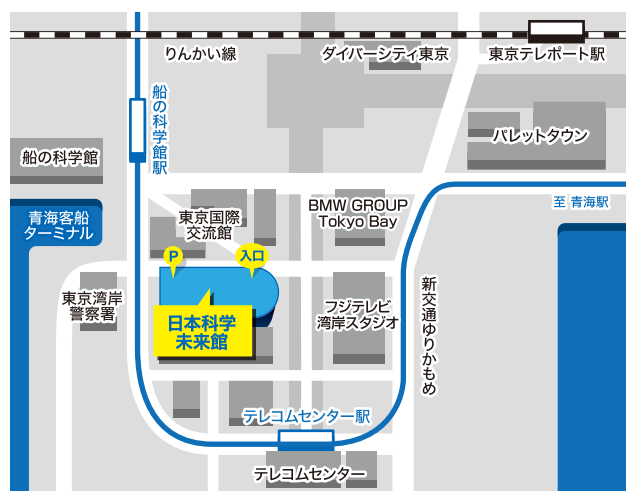 りんかい線
ダイバーシティ東京
東京テレポート駅
船の科学館駅
パレットタウン
船の科学館
至 青海駅
BMW GROUP
Tokyo Bay
東京国際
交流館
青海客船
ターミナル
P
入口
新交通ゆりかもめ
東京湾岸
警察署
フジテレビ
湾岸スタジオ
日本科学
未来館
テレコムセンター駅
テレコムセンター